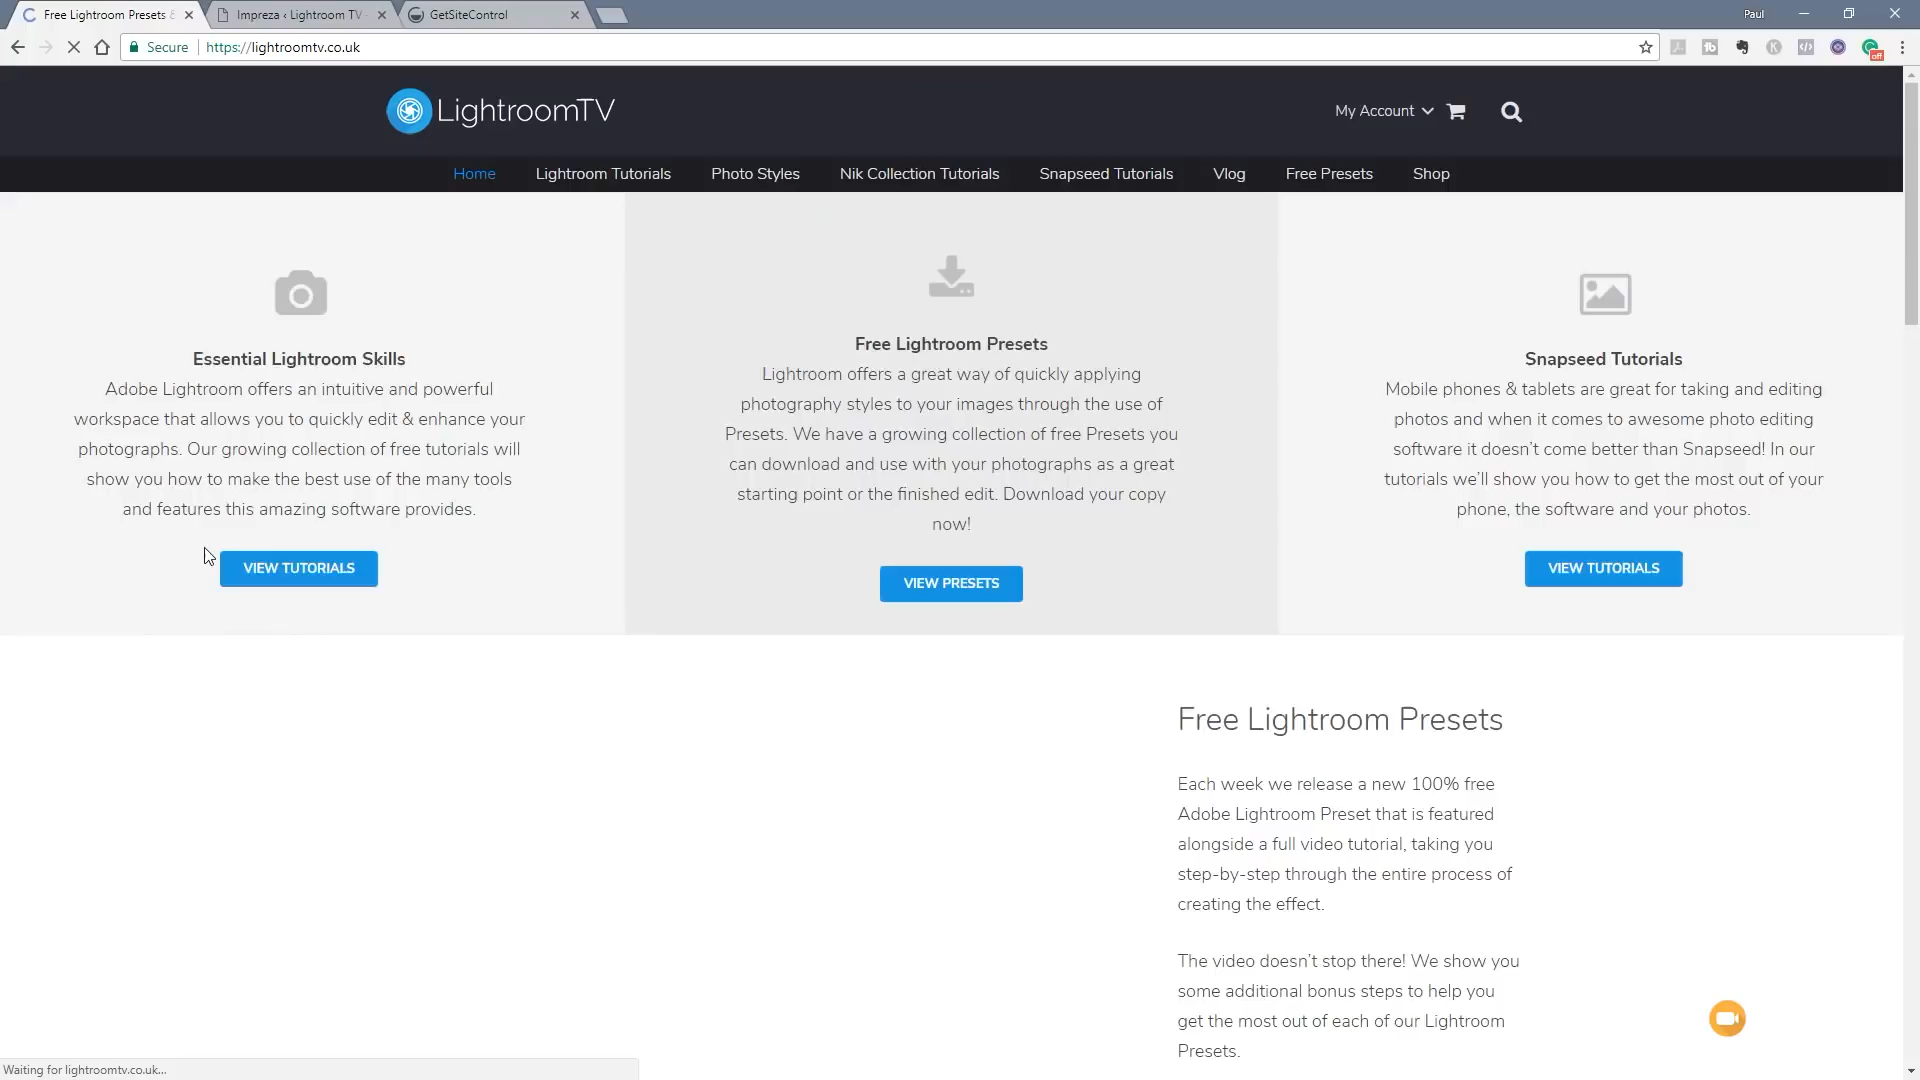 Free Lightroom Presets &
Impreza ‹ Lightroom TV -
GetSiteControl
Paul
Secure
https://lightroomtv.co.uk
off
LightroomTV
My Account
Home
Lightroom Tutorials
Photo Styles
Nik Collection Tutorials
Snapseed Tutorials
Vlog
Free Presets
Shop
Essential Lightroom Skills
Adobe Lightroom offers an intuitive and powerful
workspace that allows you to quickly edit & enhance your
photographs. Our growing collection of free tutorials will
show you how to make the best use of the many tools
and features this amazing software provides.
VIEW TUTORIALS
Free Lightroom Presets
Lightroom offers a great way of quickly applying
photography styles to your images through the use of
Presets. We have a growing collection of free Presets you
can download and use with your photographs as a great
starting point or the finished edit. Download your copy
now!
VIEW PRESETS
Snapseed Tutorials
Mobile phones & tablets are great for taking and editing
photos and when it comes to awesome photo editing
software it doesn’t come better than Snapseed! In our
tutorials we’ll show you how to get the most out of your
phone, the software and your photos.
VIEW TUTORIALS
Free Lightroom Presets
Each week we release a new 100% free
Adobe Lightroom Preset that is featured
alongside a full video tutorial, taking you
step-by-step through the entire process of
creating the effect.
The video doesn’t stop there! We show you
some additional bonus steps to help you
get the most out of each of our Lightroom
Presets.
Waiting for lightroomtv.co.uk...